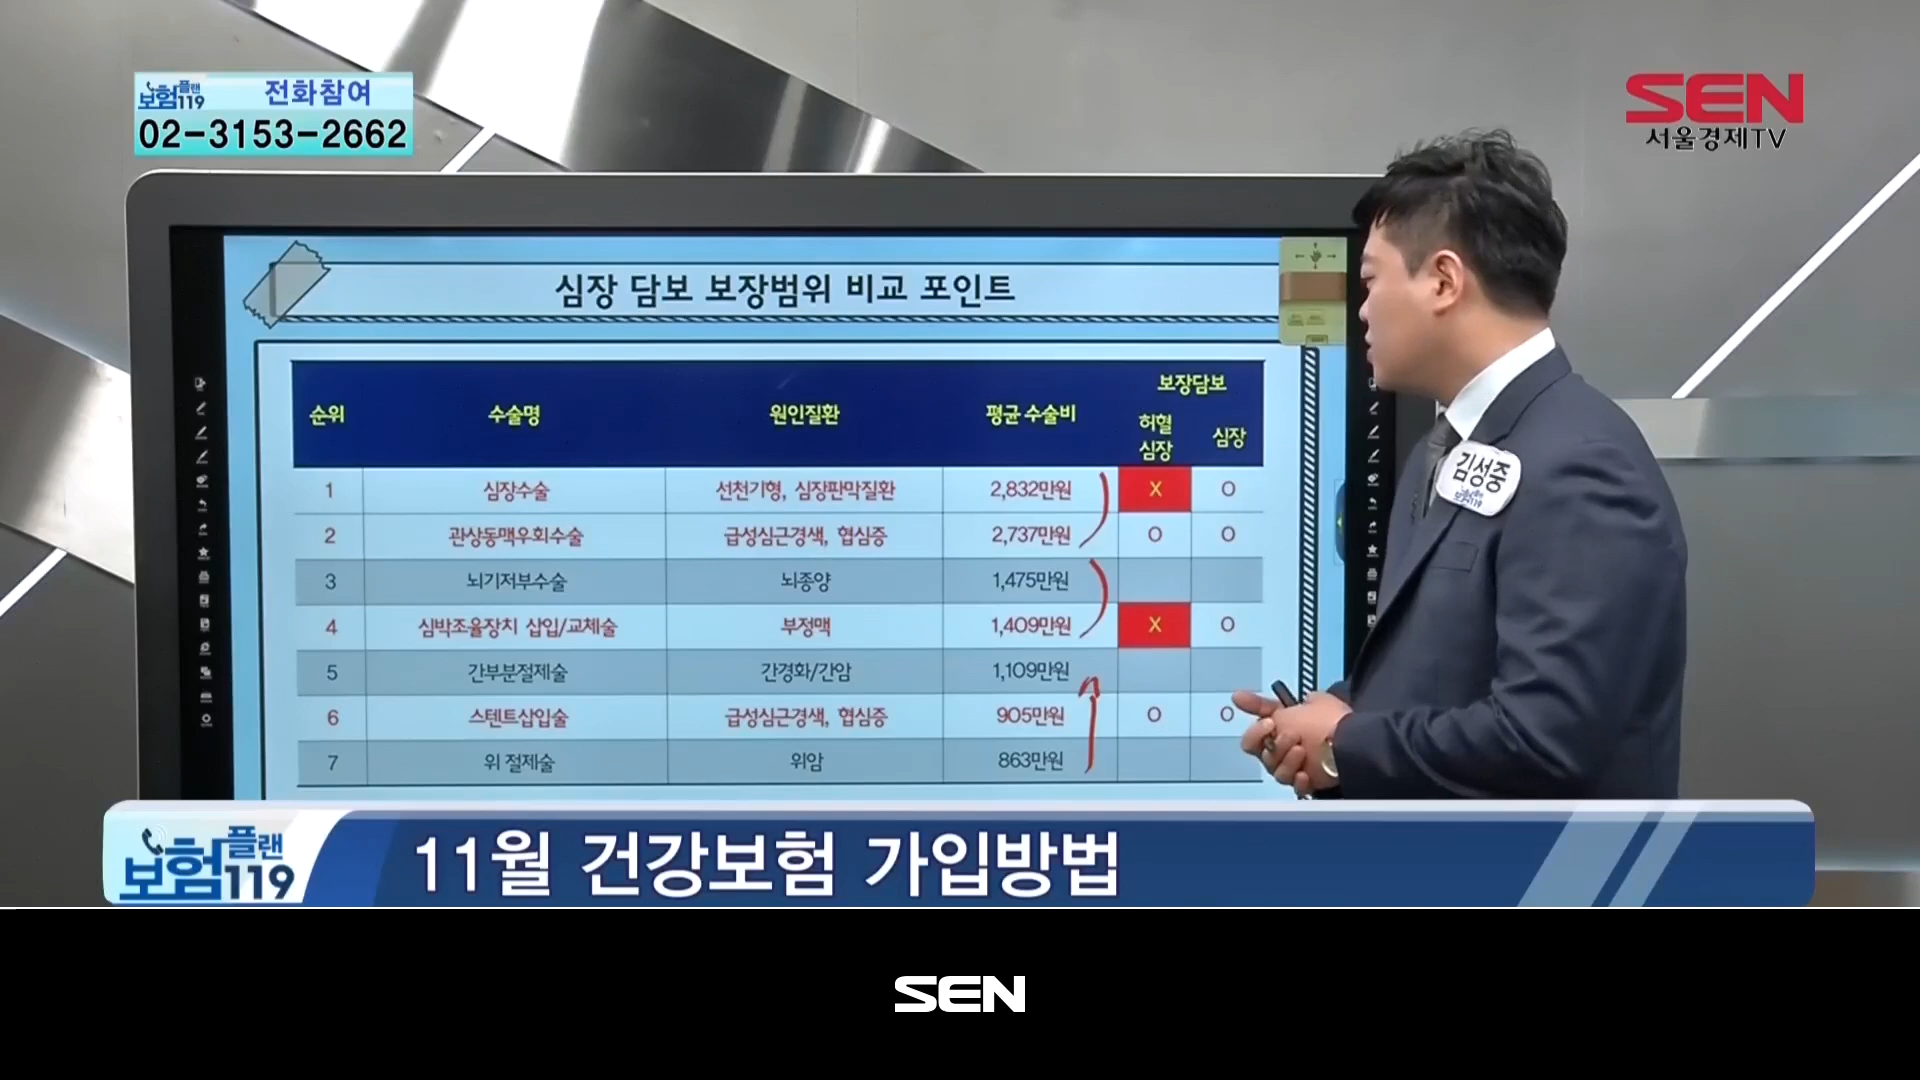 보험플랜119 전화참여
02-3153-2662
SEN
서울경제TV
심장 담보 보장범위 비교 포인트
순위 수술명 원인질환 평균 수술비 보장담보
허혈심장 심장
1 심장수술 선천기형, 심장판막질환 2,832만원 X O
2 관상동맥우회수술 급성심근경색, 협심증 2,737만원 O O
3 뇌기저부수술 뇌종양 1,475만원
4 심박조율장치 삽입/교체술 부정맥 1,409만원 X O
5 간부분절제술 간경화/간암 1,109만원
6 스텐트삽입술 급성심근경색, 협심증 905만원 O O
7 위 절제술 위암 863만원
김성중
보험플랜119
보험플랜119
11월 건강보험 가입방법
SEN